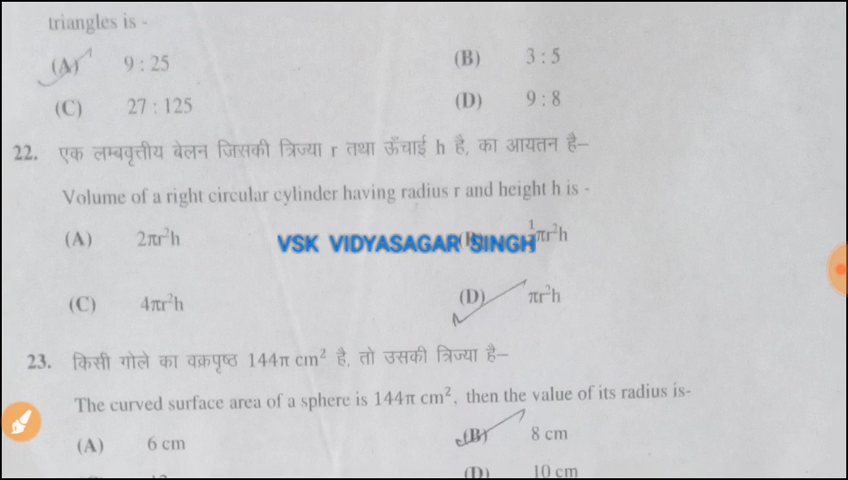 triangles is -
(A) 9 : 25 (B) 3 : 5
(C) 27 : 125 (D) 9 : 8
22. एक लम्बवृत्तीय बेलन जिसकी त्रिज्या r तथा ऊँचाई h है, का आयतन है–
Volume of a right circular cylinder having radius r and height h is -
(A) 2πr²h VSK VIDYASAGAR SINGH πr²h
(C) 4πr²h (D) πr²h
23. किसी गोले का वक्रपृष्ठ 144π cm² है, तो उसकी त्रिज्या है–
The curved surface area of a sphere is 144π cm², then the value of its radius is-
(A) 6 cm (B) 8 cm
(D) 10 cm